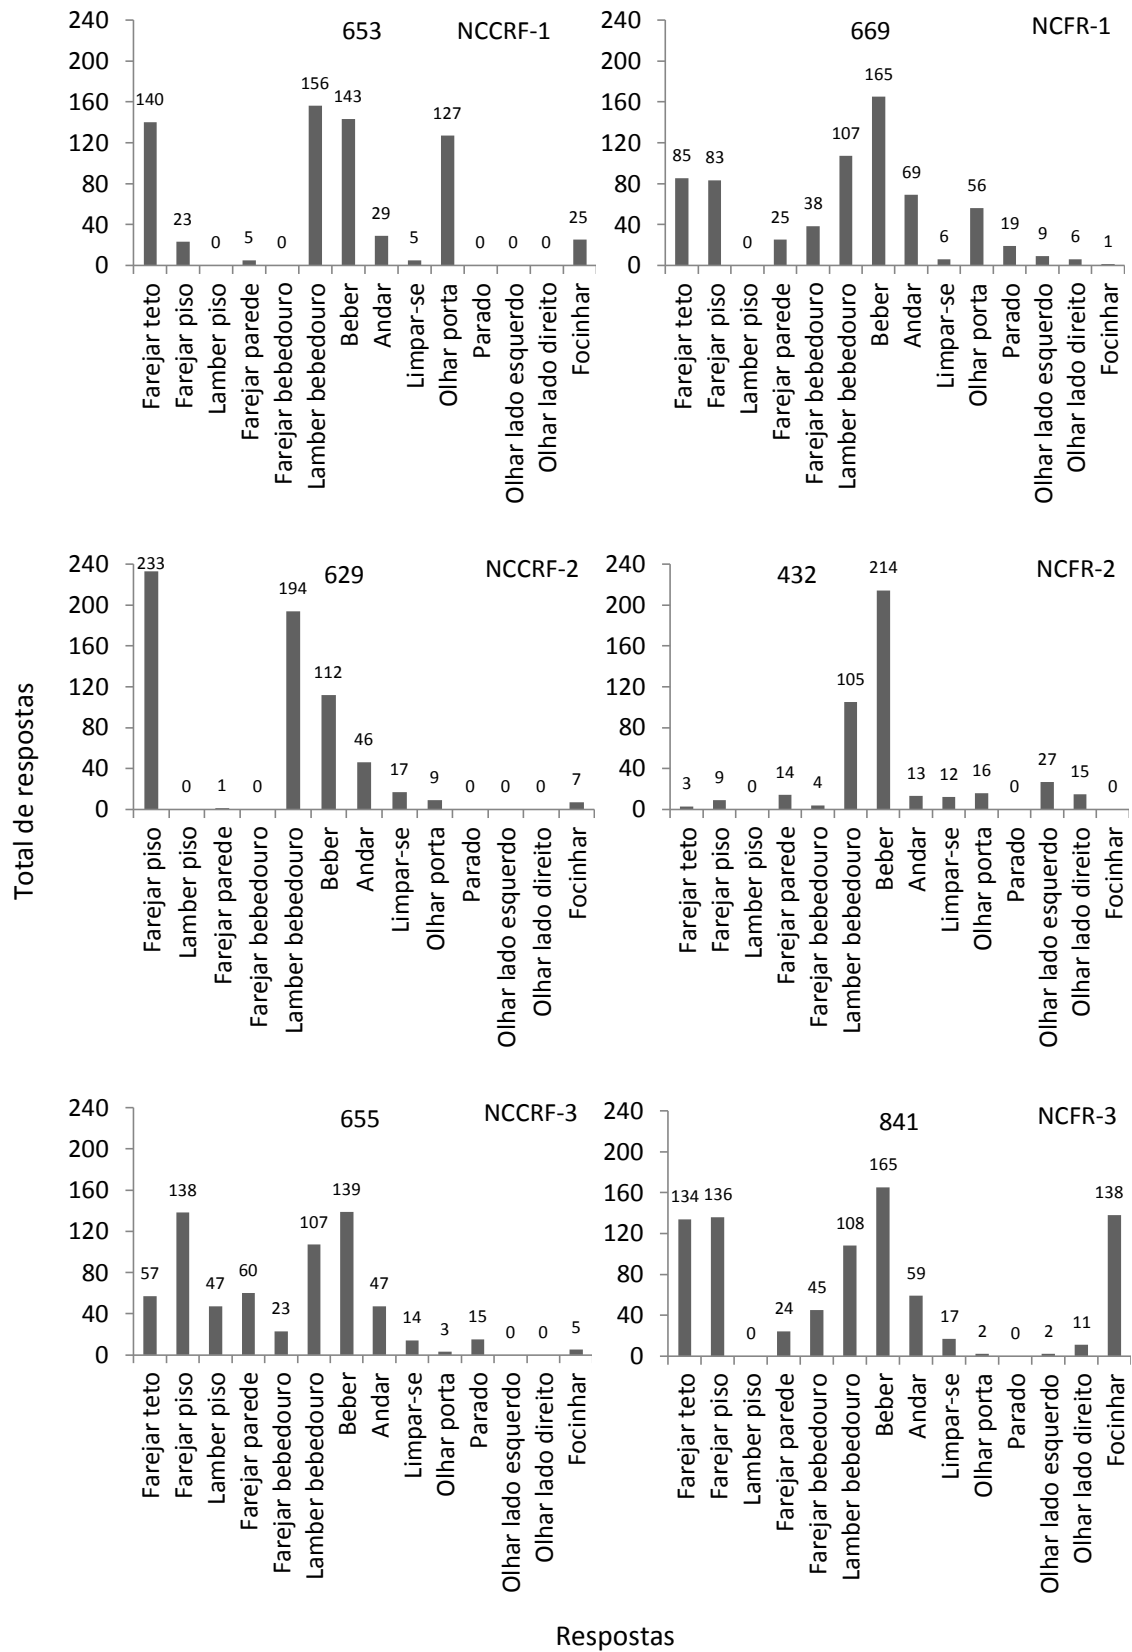 240
200
160
120
80
40
0
653
NCCRF-1
140
23
0
5
0
156
143
29
5
127
0
0
0
25
Farejar teto
Farejar piso
Lamber piso
Farejar parede
Farejar bebedouro
Lamber bebedouro
Beber
Andar
Limpar-se
Olhar porta
Parado
Olhar lado esquerdo
Olhar lado direito
Focinhar
240
200
160
120
80
40
0
669
NCFR-1
85
83
0
25
38
107
165
69
6
56
19
9
6
1
Farejar teto
Farejar piso
Lamber piso
Farejar parede
Farejar bebedouro
Lamber bebedouro
Beber
Andar
Limpar-se
Olhar porta
Parado
Olhar lado esquerdo
Olhar lado direito
Focinhar
Total de respostas
240
200
160
120
80
40
0
629
NCCRF-2
233
0
1
0
194
112
46
17
9
0
0
0
7
Farejar piso
Lamber piso
Farejar parede
Farejar bebedouro
Lamber bebedouro
Beber
Andar
Limpar-se
Olhar porta
Parado
Olhar lado esquerdo
Olhar lado direito
Focinhar
240
200
160
120
80
40
0
432
NCFR-2
3
9
0
14
4
105
214
13
12
16
0
27
15
0
Farejar teto
Farejar piso
Lamber piso
Farejar parede
Farejar bebedouro
Lamber bebedouro
Beber
Andar
Limpar-se
Olhar porta
Parado
Olhar lado esquerdo
Olhar lado direito
Focinhar
240
200
160
120
80
40
0
655
NCCRF-3
57
138
47
60
23
107
139
47
14
3
15
0
0
5
Farejar teto
Farejar piso
Lamber piso
Farejar parede
Farejar bebedouro
Lamber bebedouro
Beber
Andar
Limpar-se
Olhar porta
Parado
Olhar lado esquerdo
Olhar lado direito
Focinhar
240
200
160
120
80
40
0
841
NCFR-3
134
136
0
24
45
108
165
59
17
2
0
2
11
138
Farejar teto
Farejar piso
Lamber piso
Farejar parede
Farejar bebedouro
Lamber bebedouro
Beber
Andar
Limpar-se
Olhar porta
Parado
Olhar lado esquerdo
Olhar lado direito
Focinhar
Respostas